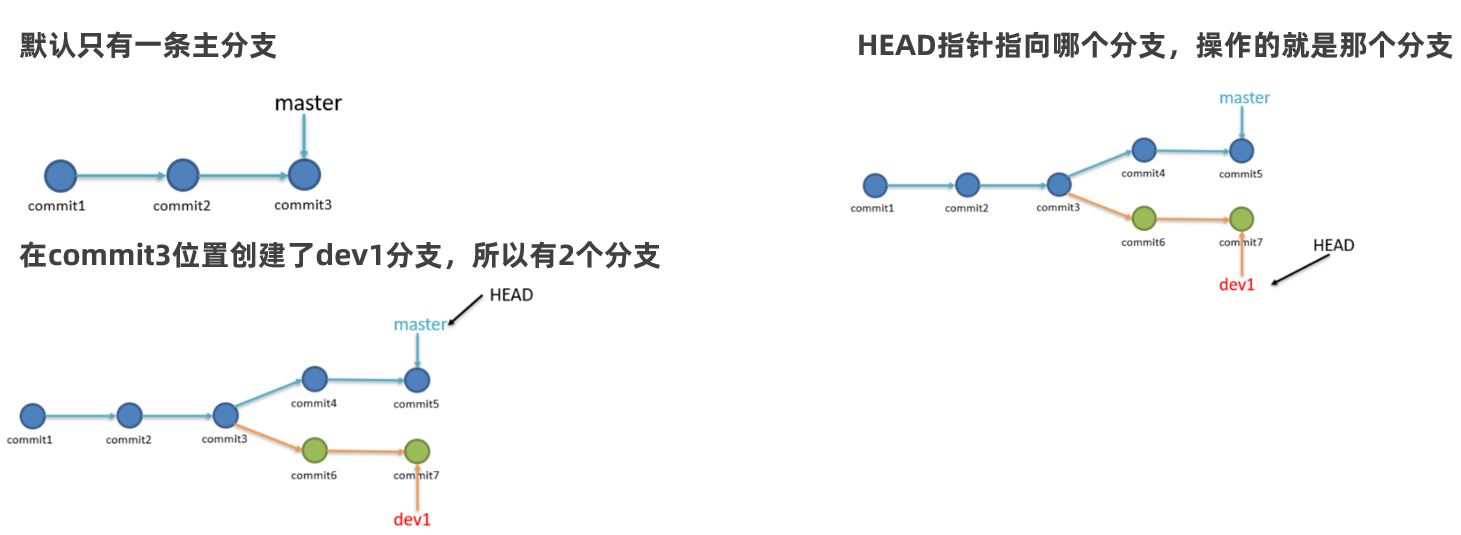 默认只有一条主分支
master
commit1
commit2
commit3
在commit3位置创建了dev1分支，所以有2个分支
HEAD
master
commit4
commit5
commit1
commit2
commit3
commit6
commit7
dev1
HEAD指针指向哪个分支，操作的就是那个分支
master
commit4
commit5
commit1
commit2
commit3
commit6
commit7
HEAD
dev1